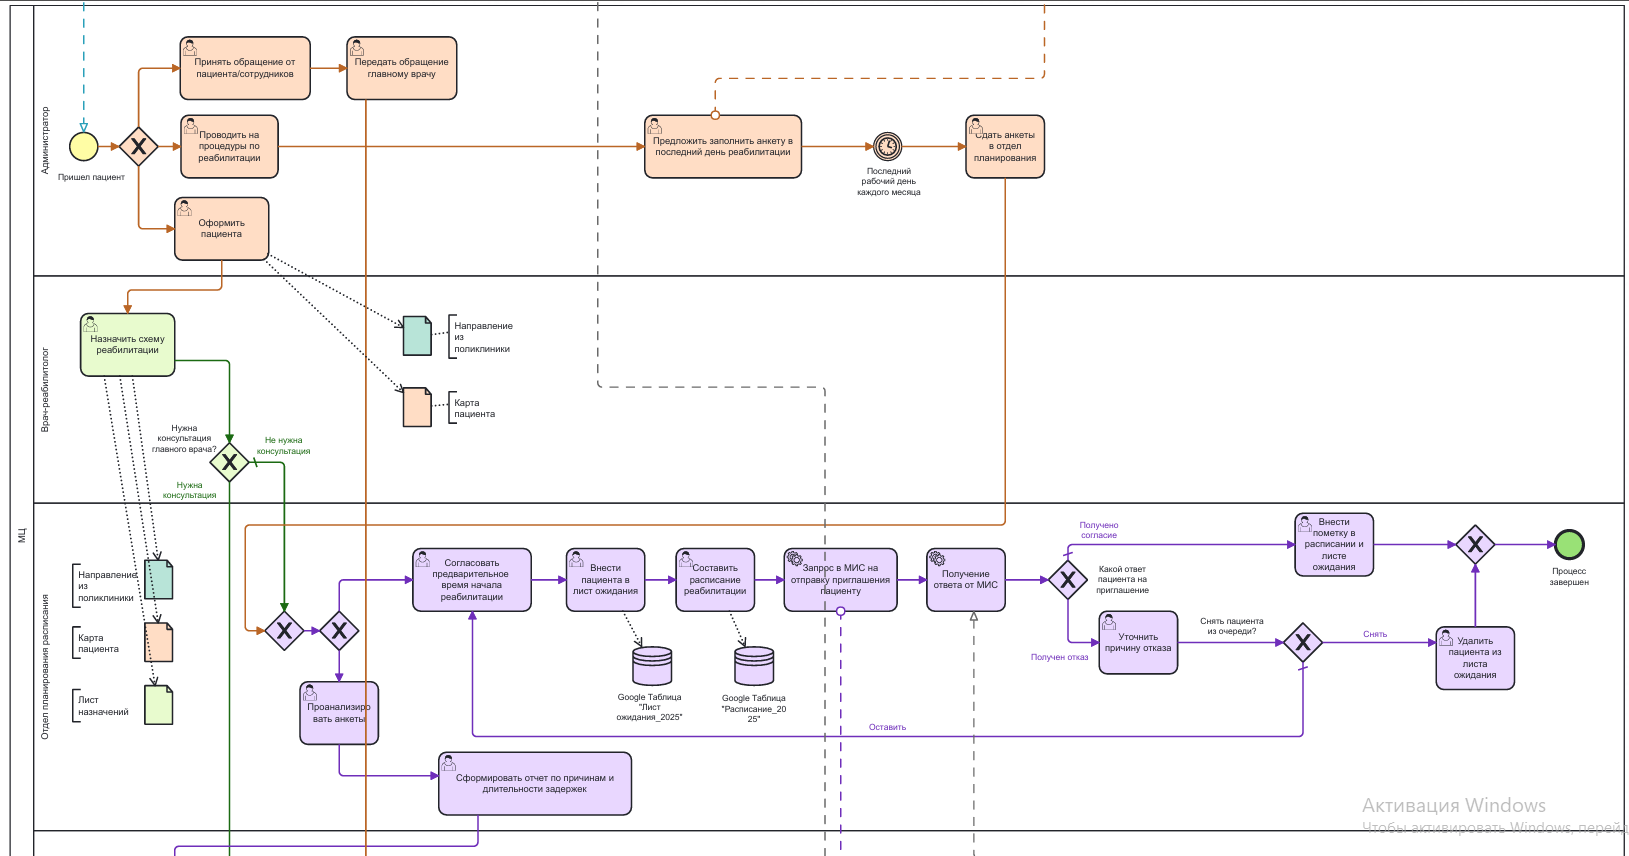 МЦ
Администратор
Принять обращение от
пациента/сотрудников
Передать обращение
главному врачу
Пришел пациент
Проводить на
процедуры по
реабилитации
Предложить заполнить анкету в
последний день реабилитации
Последний
рабочий день
каждого месяца
Сдать анкеты
в отдел
планирования
Оформить
пациента
Врач-реабилитолог
Назначить схему
реабилитации
Направление
из
поликлиники
Карта
пациента
Нужна
консультация
главного врача?
Не нужна
консультация
Нужна
консультация
Отдел планирования расписания
Направление
из
поликлиники
Карта
пациента
Лист
назначений
Согласовать
предварительное
время начала
реабилитации
Внести
пациента в
лист ожидания
Составить
расписание
реабилитации
Запрос в МИС на
отправку приглашения
пациенту
Получение
ответа от МИС
Получено
согласие
Какой ответ
пациента на
приглашение
Получен отказ
Внести
пометку в
расписании и
листе
ожидания
Процесс
завершен
Уточнить
причину отказа
Снять пациента
из очереди?
Снять
Удалить
пациента из
листа
ожидания
Google Таблица
"Лист
ожидания_2025"
Google Таблица
"Расписание_20
25"
Оставить
Проанализиро
вать анкеты
Сформировать отчет по причинам и
длительности задержек
Активация Windows
Чтобы активировать Windows, перейд